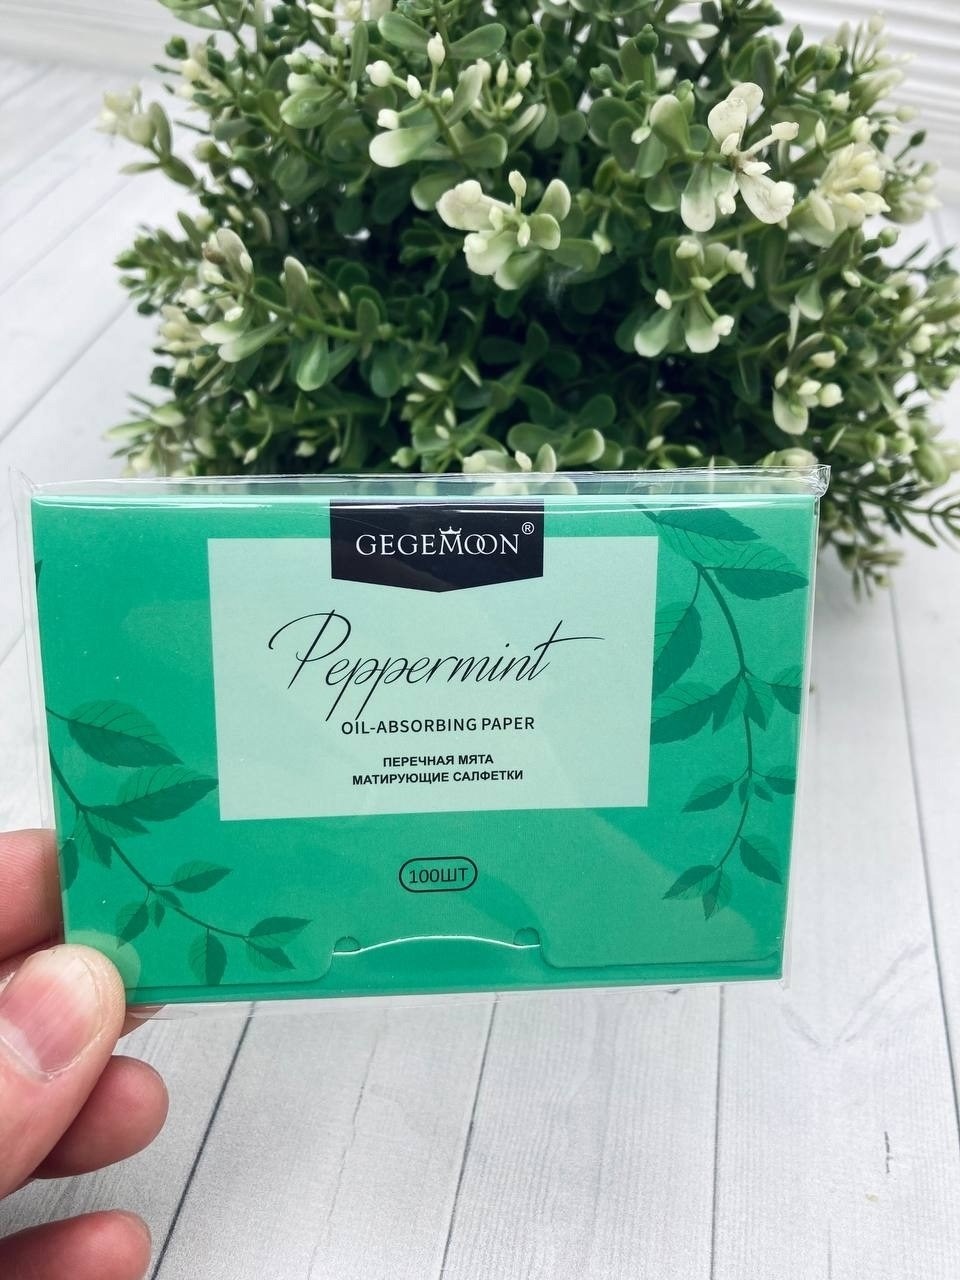 GEGEMOON®
Peppermint
OIL-ABSORBING PAPER
ПЕРЕЧНАЯ МЯТА
МАТИРУЮЩИЕ САЛФЕТКИ
100ШТ